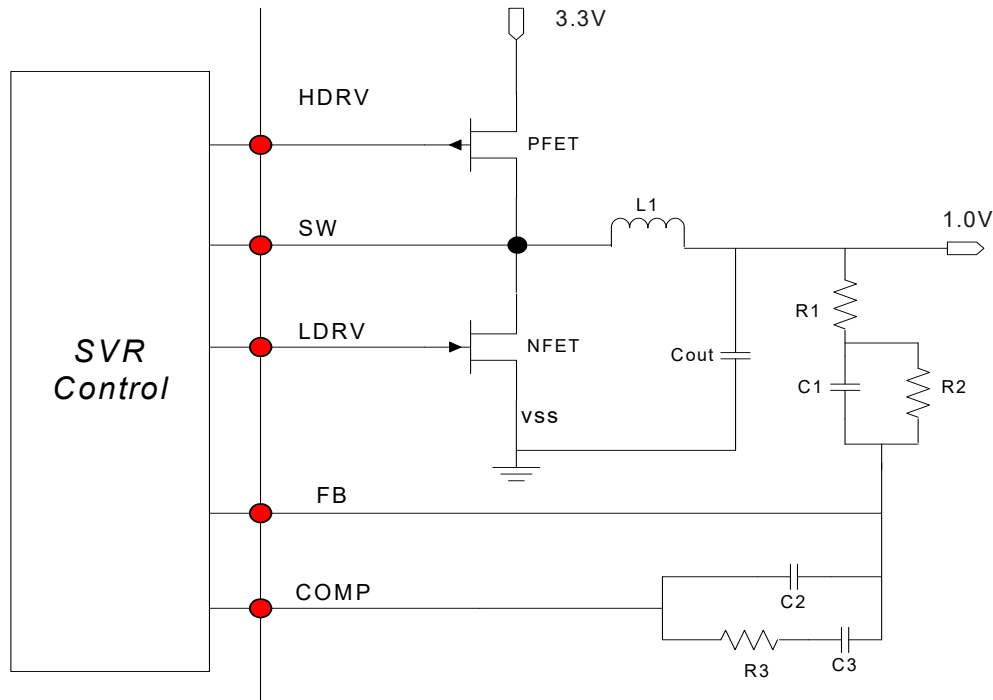 3.3V
HDRV
PFET
SW
L1
1.0V
R1
LDRV
NFET
SVR
Control
Cout
C1
R2
vss
FB
COMP
C2
R3
C3